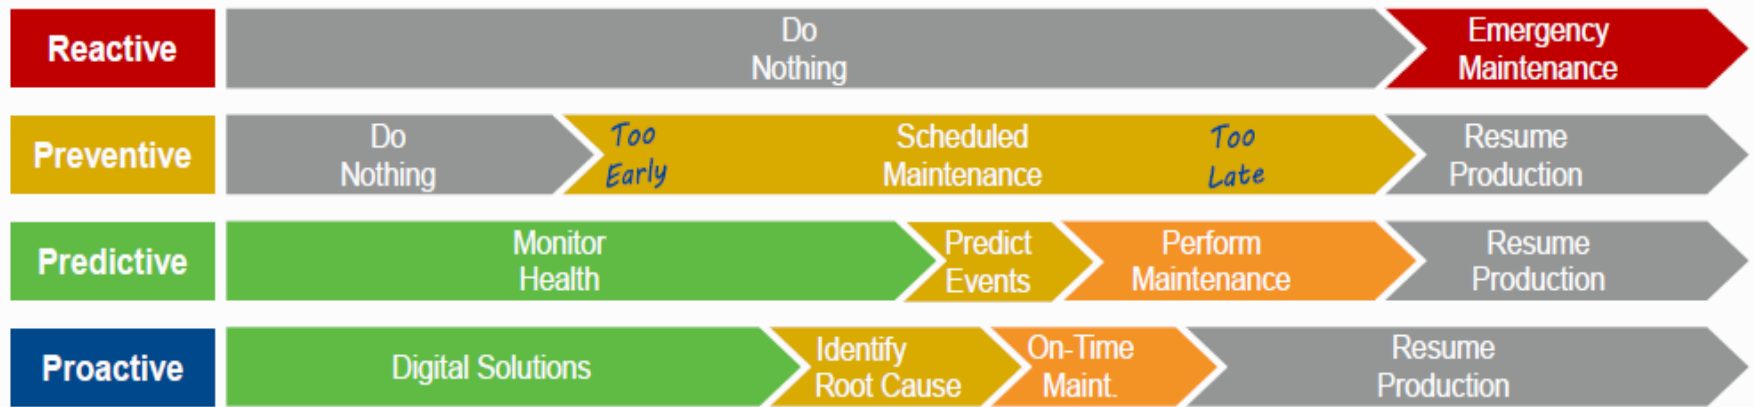 Reactive
Do
Nothing
Emergency
Maintenance
Preventive
Do
Nothing
Too
Early
Scheduled
Maintenance
Too
Late
Resume
Production
Predictive
Monitor
Health
Predict
Events
Perform
Maintenance
Resume
Production
Proactive
Digital Solutions
Identify
Root Cause
On-Time
Maint.
Resume
Production